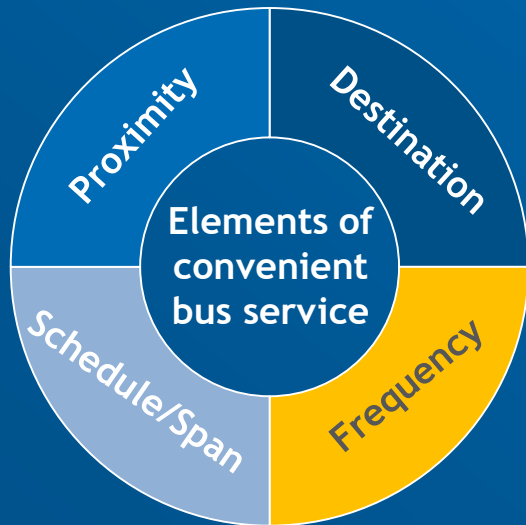 Proximity
Destination
Elements of
convenient
bus service
Schedule/Span
Frequency